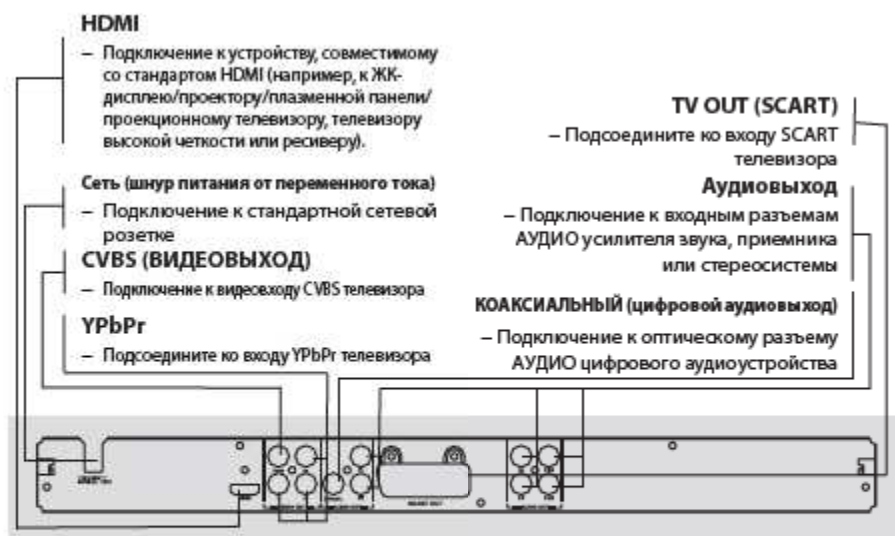 HDMI
– Подключение к устройству, совместимому
со стандартом HDMI (например, к ЖК-
дисплею/проектору/плазменной панели/
проекционному телевизору, телевизору
высокой четкости или ресиверу).
Сеть (шнур питания от переменного тока)
– Подключение к стандартной сетевой
розетке
CVBS (ВИДЕОВЫХОД)
– Подключение к видеовходу CVBS телевизора
YPbPr
– Подсоедините ко входу YPbPr телевизора
TV OUT (SCART)
– Подсоедините ко входу SCART
телевизора
Аудиовыход
– Подключение к входным разъемам
АУДИО усилителя звука, приемника
или стереосистемы
КОАКСИАЛЬНЫЙ (цифровой аудиовыход)
– Подключение к оптическому разъему
АУДИО цифрового аудиоустройства